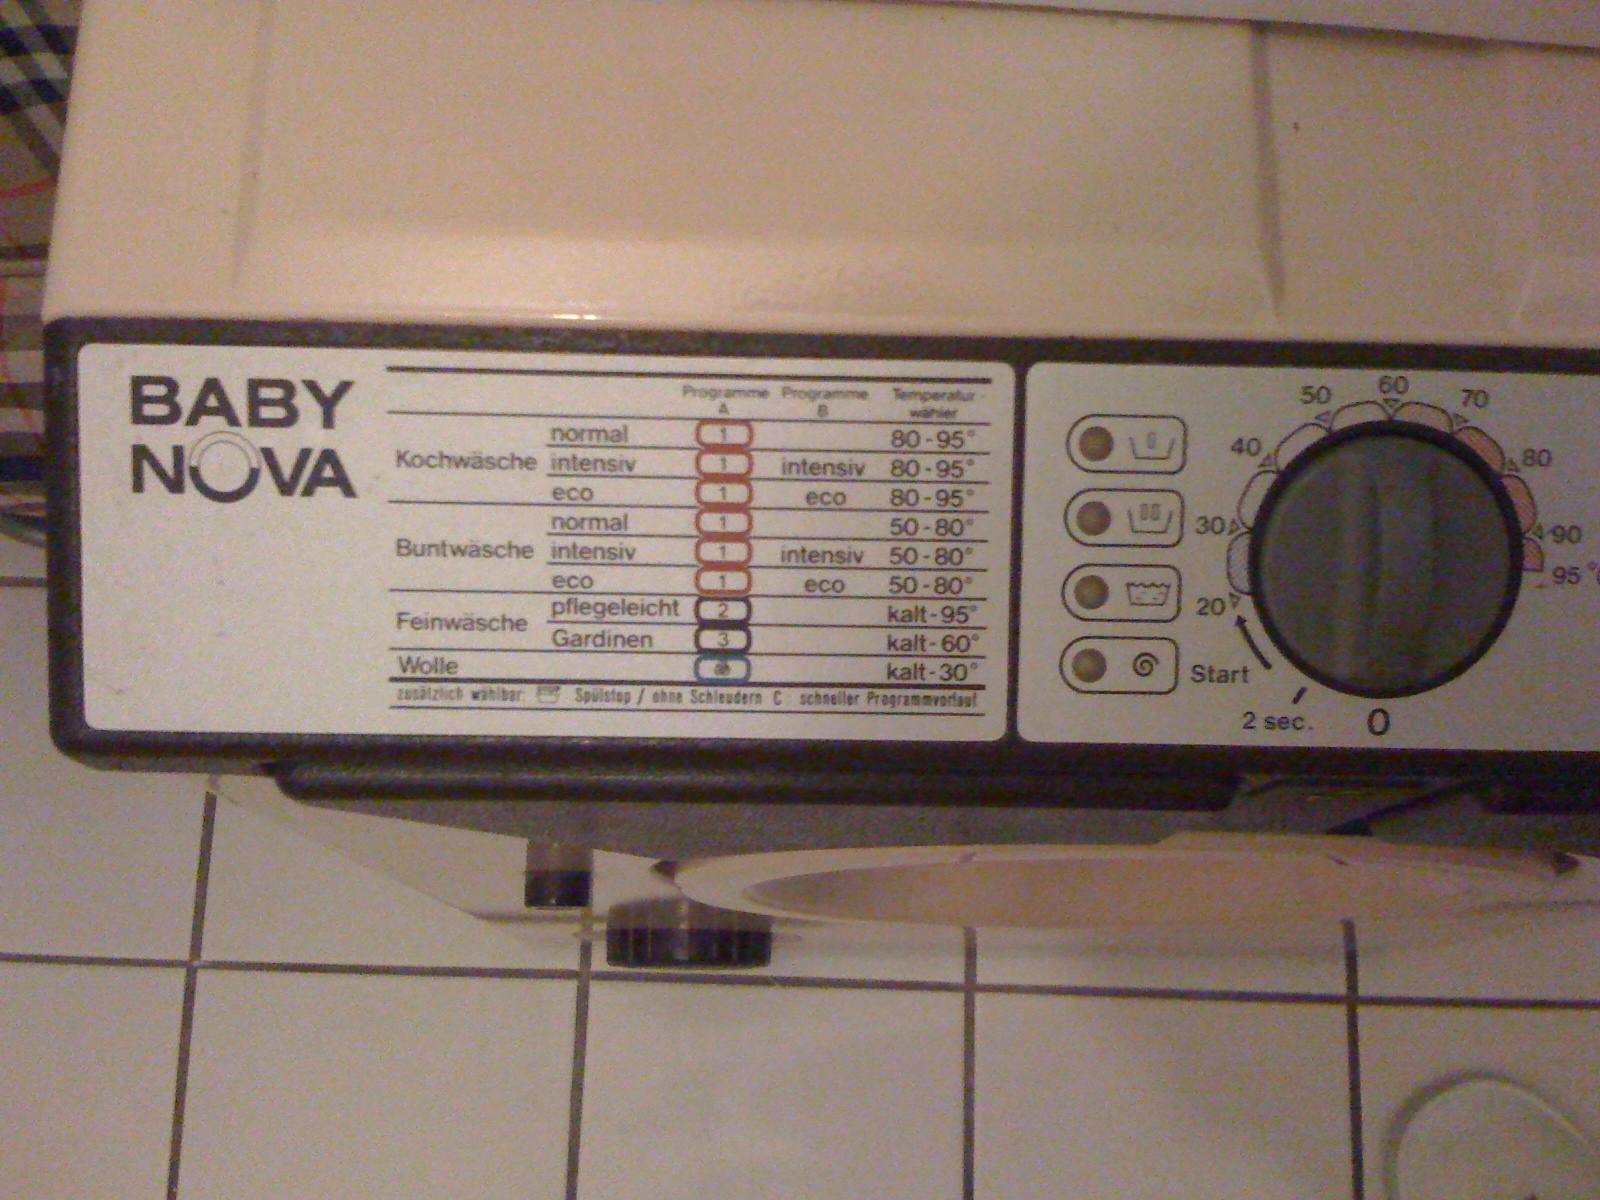 BABY
NOVA
Programme A Programme B Temperatur-wähler
Kochwäsche normal 1 80-95°
intensiv 1 intensiv 80-95°
eco 1 eco 80-95°
Buntwäsche normal 1 50-80°
intensiv 1 intensiv 50-80°
eco 1 eco 50-80°
Feinwäsche pflegeleicht 2 kalt-95°
Gardinen 3 kalt-60°
Wolle kalt-30°
zusätzlich wählbar: Spülstop / ohne Schleudern C: schneller Programmvorlauf
20
30
40
50
60
70
80
90
95°
Start
2 sec.
0